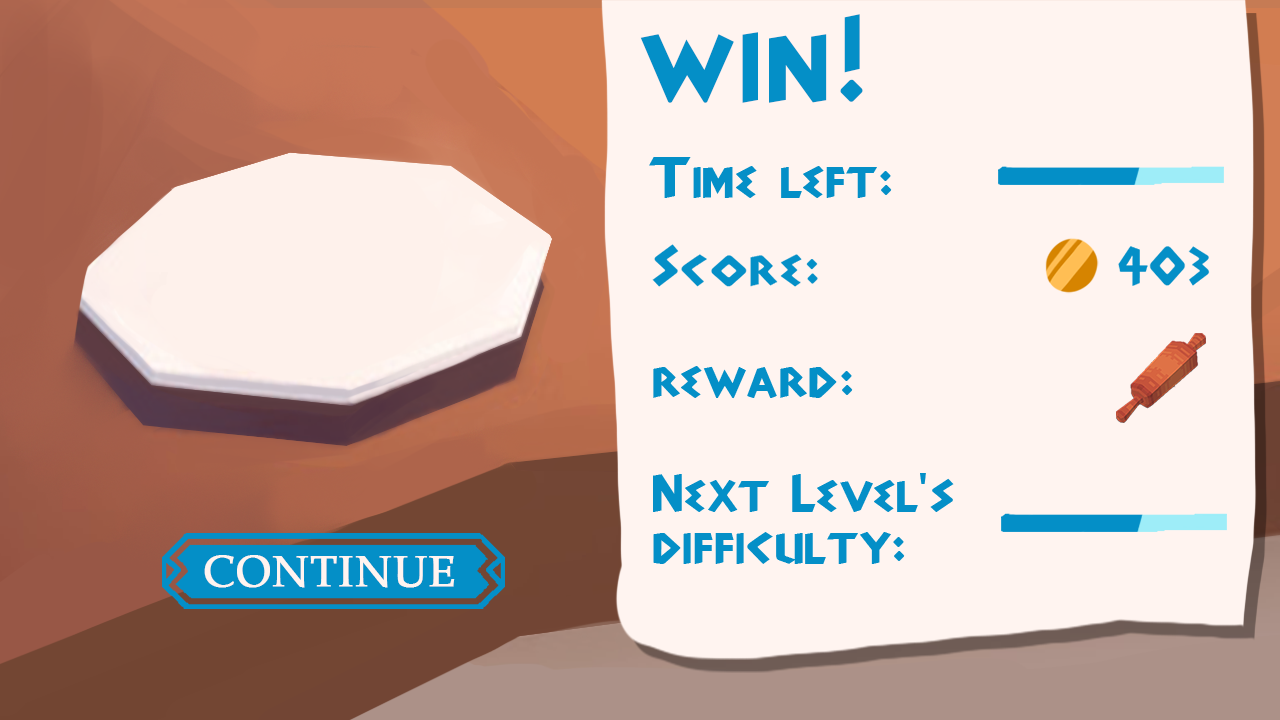 WIN!
TIME LEFT:
SCORE:
403
REWARD:
NEXT LEVEL'S
DIFFICULTY:
CONTINUE